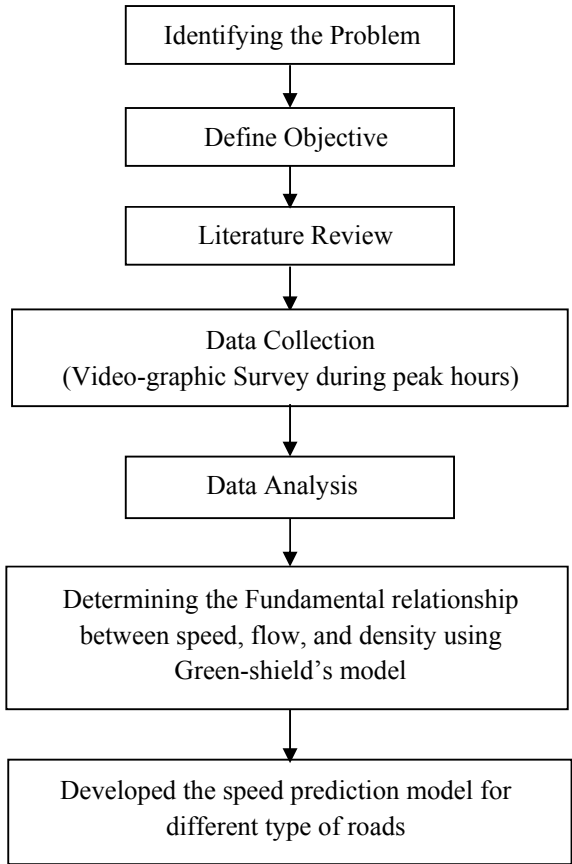 Identifying the Problem
Define Objective
Literature Review
Data Collection
(Video-graphic Survey during peak hours)
Data Analysis
Determining the Fundamental relationship
between speed, flow, and density using
Green-shield’s model
Developed the speed prediction model for
different type of roads